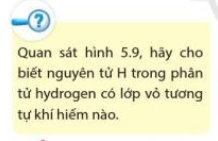 Quan sát hình 5.9, hãy cho
biết nguyên tử H trong phân
tử hydrogen có lớp vỏ tương
tự khí hiếm nào.